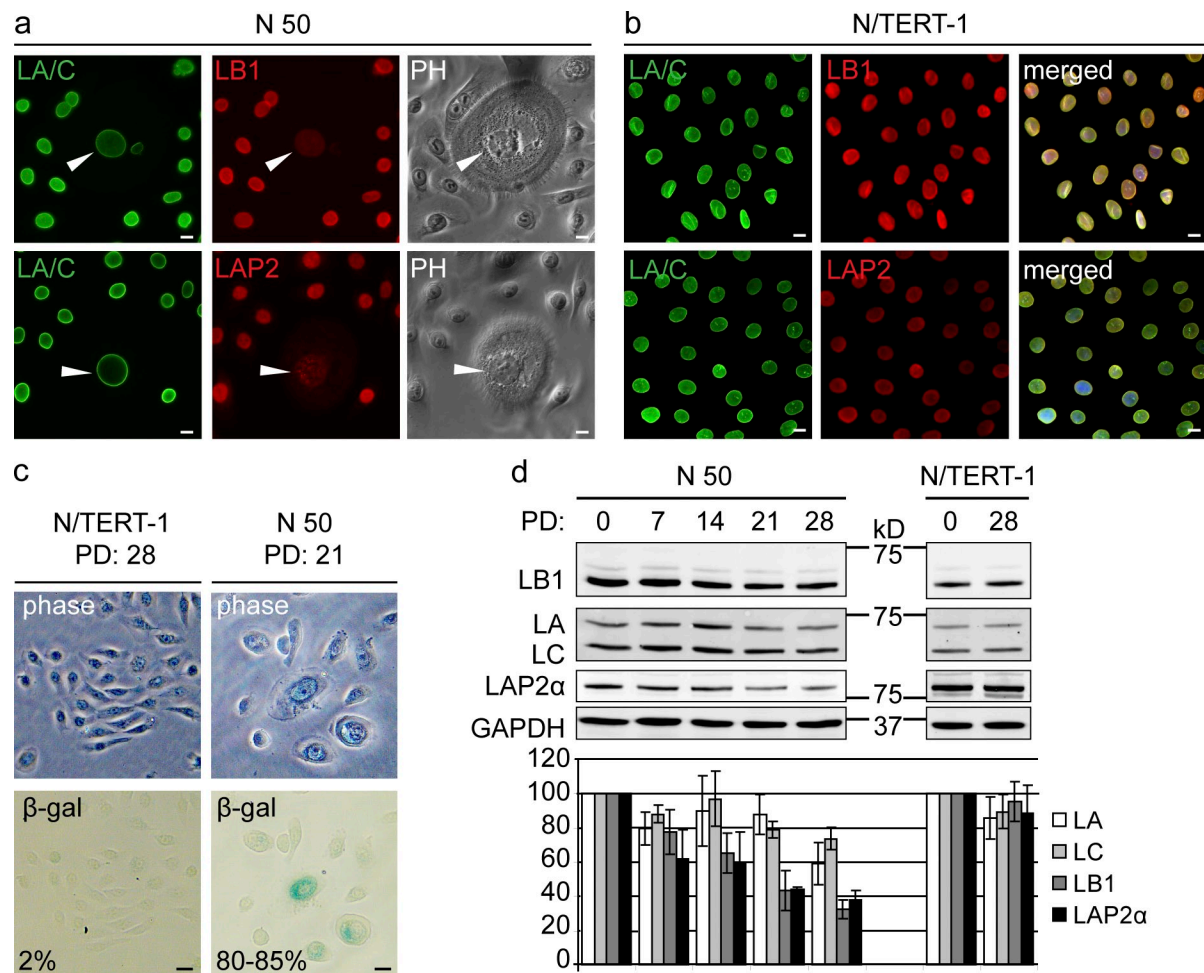 a
N 50
LA/C
LB1
PH
LA/C
LAP2
PH
b
N/TERT-1
LA/C
LB1
merged
LA/C
LAP2
merged
c
N/TERT-1
PD: 28
N 50
PD: 21
phase
phase
β-gal
2%
β-gal
80-85%
d
N 50
N/TERT-1
PD: 0 7 14 21 28 kD 0 28
LB1
75
LA
75
LC
LAP2α
75
GAPDH
37
120
100
80
60
40
20
0
LA
LC
LB1
LAP2α